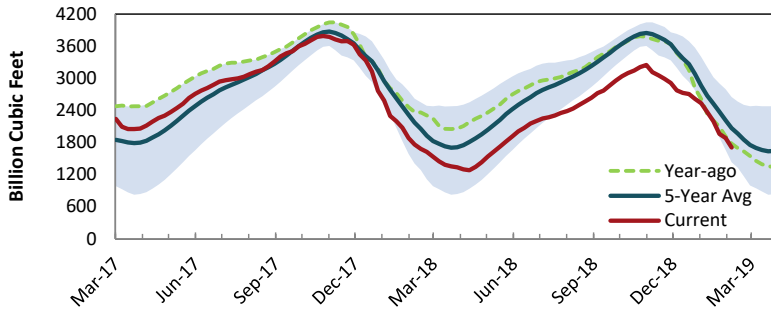 Billion Cubic Feet
4200
3600
3000
2400
1800
1200
600
0
Year-ago
5-Year Avg
Current
Mar-17
Jun-17
Sep-17
Dec-17
Mar-18
Jun-18
Sep-18
Dec-18
Mar-19